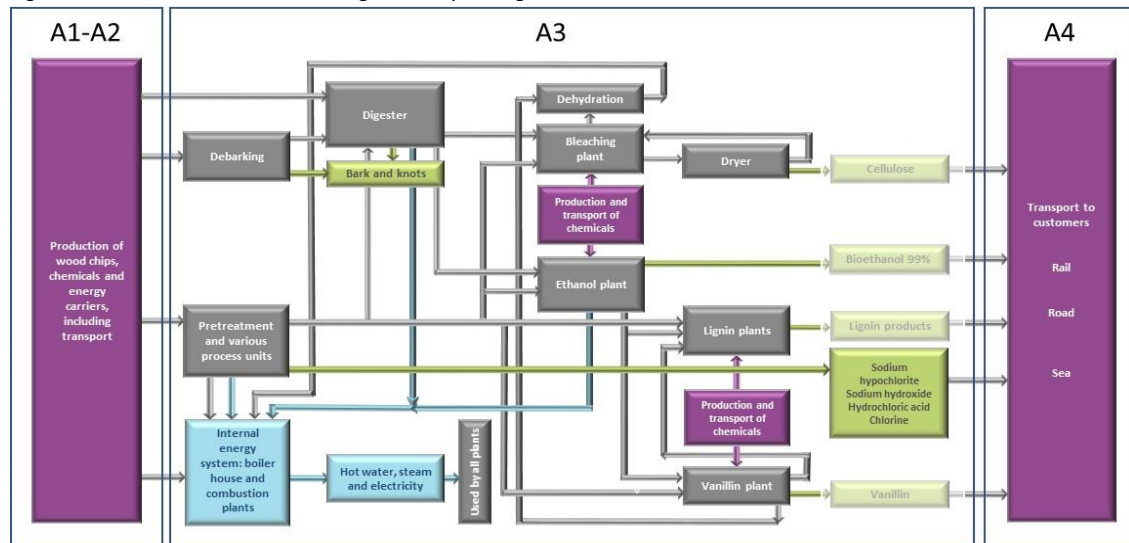 A1-A2
A3
A4
Production of
wood chips,
chemicals and
energy
carriers,
including
transport
Debarking
Digester
Bark and knots
Pretreatment
and various
process units
Internal
energy
system: boiler
house and
combustion
plants
Hot water, steam
and electricity
Used by all plants
Dehydration
Bleaching
plant
Dryer
Production and
transport of
chemicals
Ethanol plant
Lignin plants
Production and
transport of
chemicals
Vanillin plant
Cellulose
Bioethanol 99%
Lignin products
Sodium
hypochlorite
Sodium hydroxide
Hydrochloric acid
Chlorine
Vanillin
Transport to
customers
Rail
Road
Sea